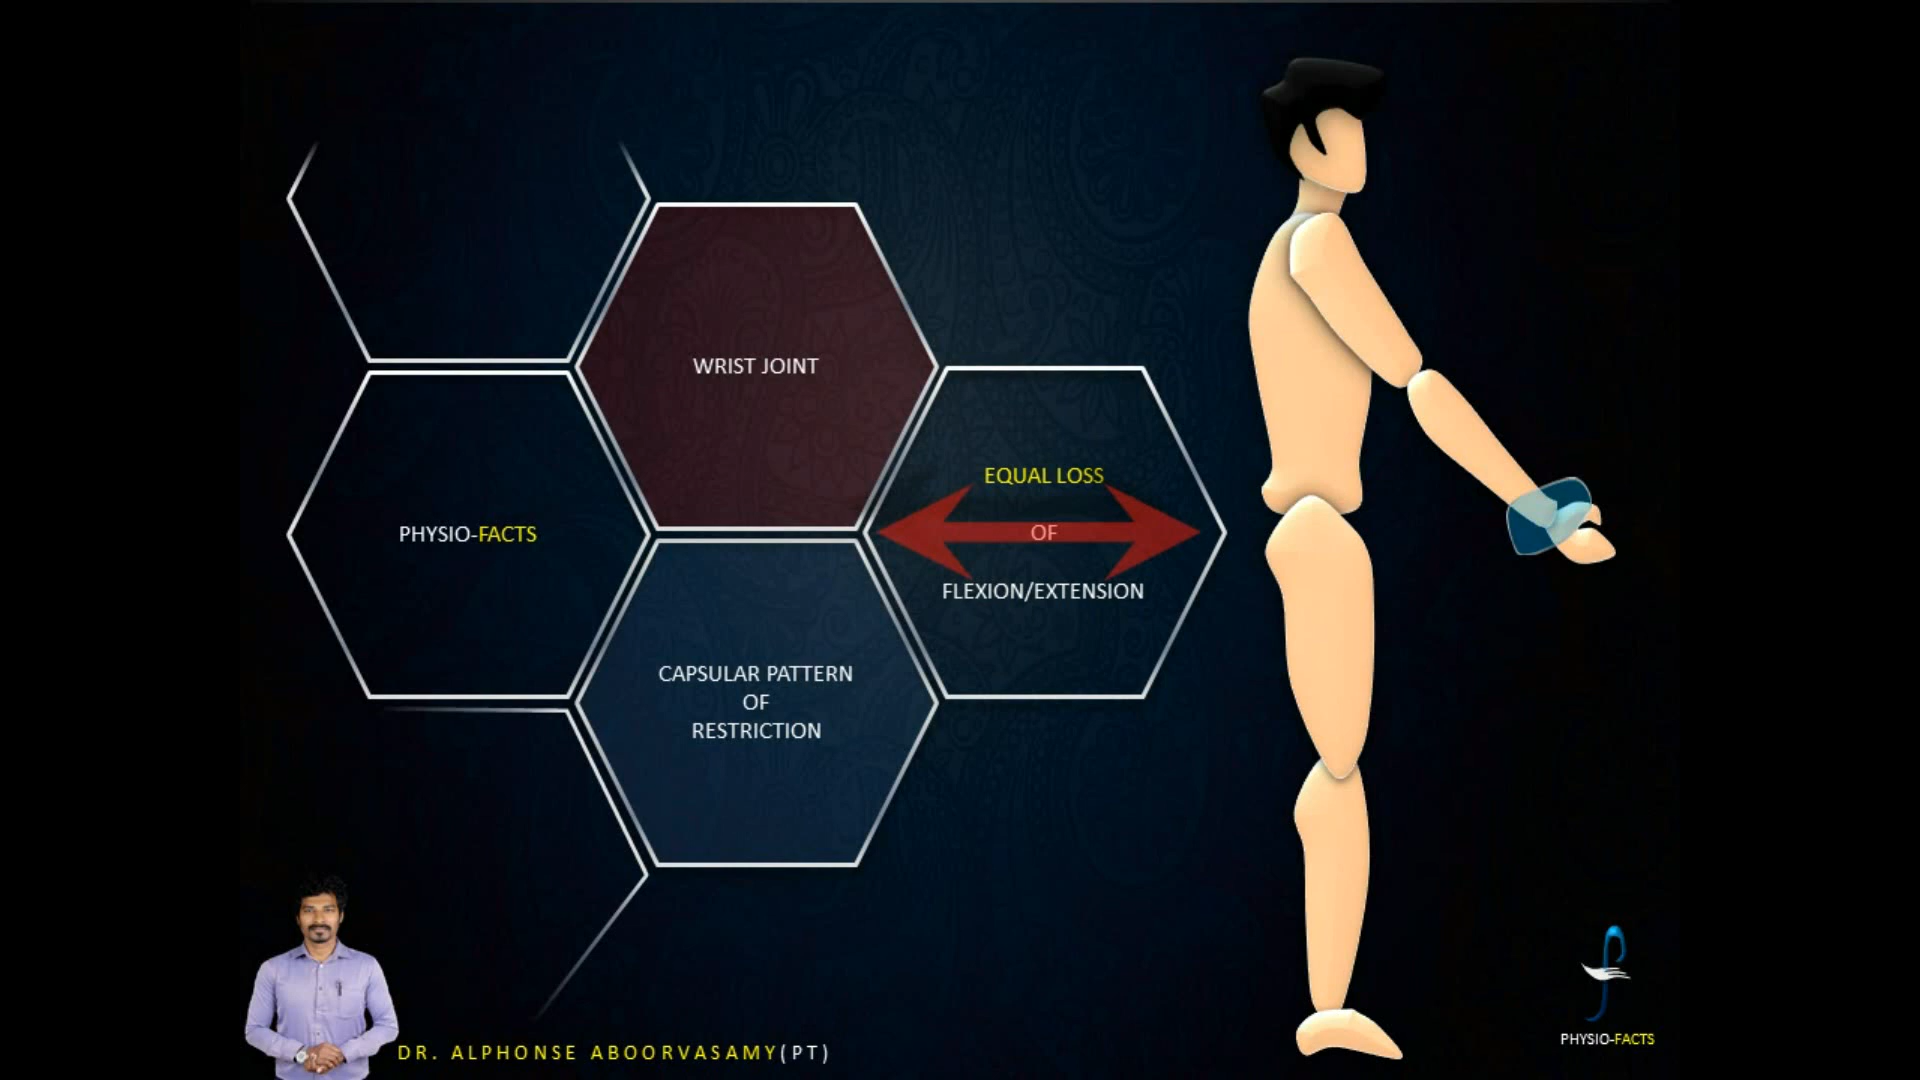 WRIST JOINT
PHYSIO-FACTS
EQUAL LOSS
OF
FLEXION/EXTENSION
CAPSULAR PATTERN
OF
RESTRICTION
DR. ALPHONSE ABOORVASAMY(PT)
PHYSIO-FACTS